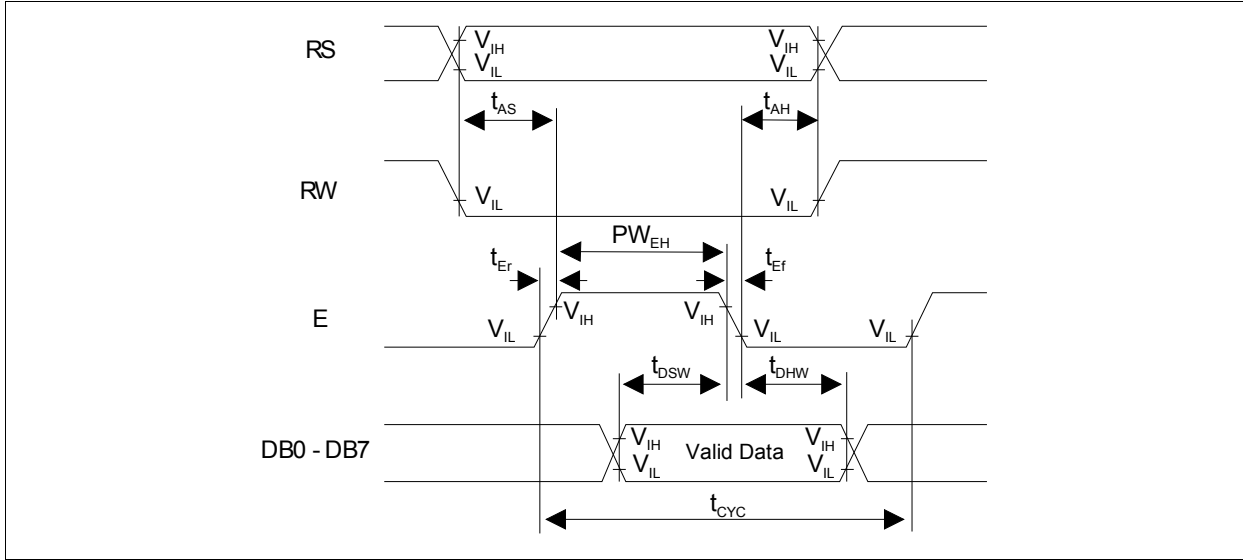 RS
V_IH
V_IH
V_IL
V_IL
t_AS
t_AH
RW
V_IL
V_IL
PW_EH
t_Er
t_Ef
E
V_IH
V_IH
V_IL
V_IL
V_IL
t_DSW
t_DHW
DB0 - DB7
V_IH
Valid Data
V_IH
V_IL
V_IL
t_CYC